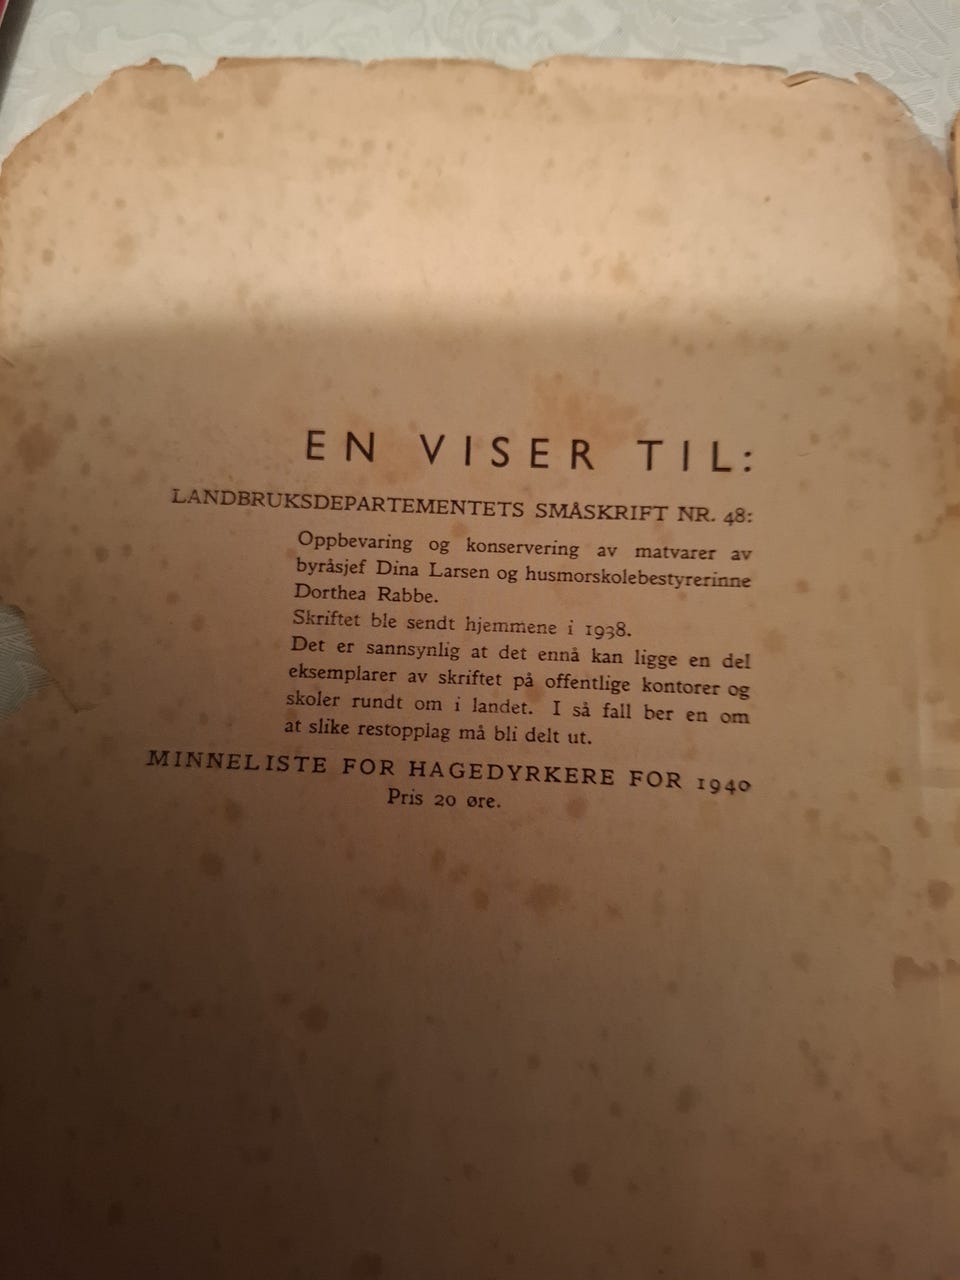 EN VISER TIL:
LANDBRUKSDEPARTEMENTETS SMÅSKRIFT NR. 48:
Oppbevaring og konservering av matvarer av
byråsjef Dina Larsen og husmorskolebestyrerinne
Dorthea Rabbe.
Skriftet ble sendt hjemmene i 1938.
Det er sannsynlig at det ennå kan ligge en del
eksemplarer av skriftet på offentlige kontorer og
skoler rundt om i landet. I så fall ber en om
at slike restopplag må bli delt ut.
MINNELISTE FOR HAGEDYRKERE FOR 1940
Pris 20 øre.